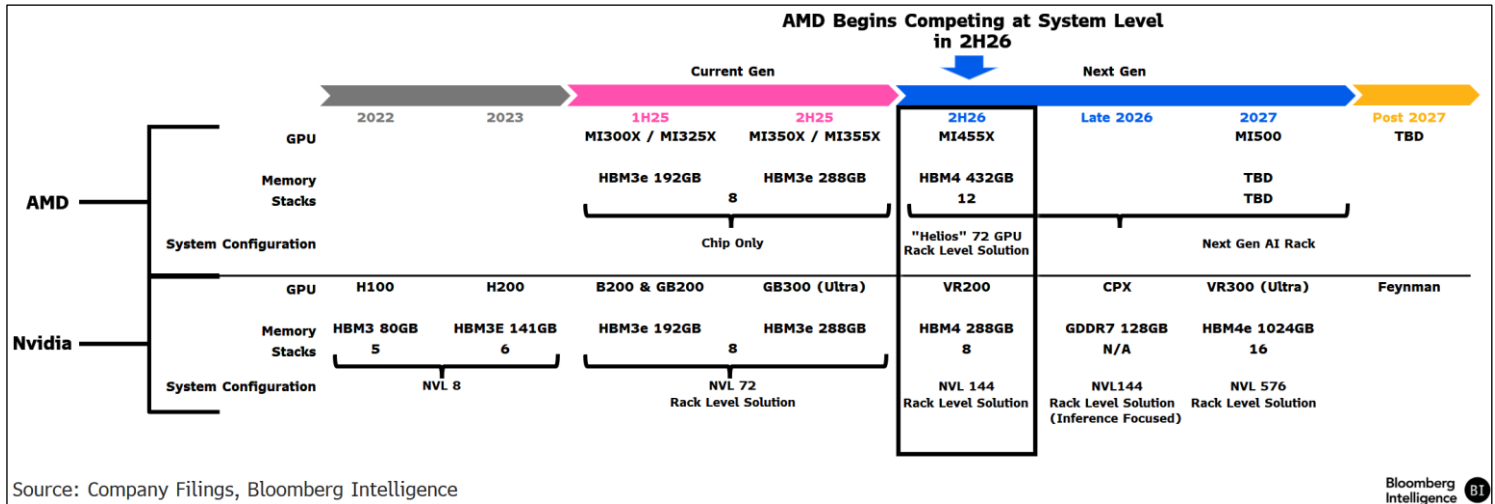 AMD Begins Competing at System Level
in 2H26
Current Gen
Next Gen
2022
2023
1H25
2H25
2H26
Late 2026
2027
Post 2027
AMD
GPU
MI300X / MI325X
MI350X / MI355X
MI455X
MI500
TBD
Memory
HBM3e 192GB
HBM3e 288GB
HBM4 432GB
TBD
Stacks
8
12
TBD
System Configuration
Chip Only
"Helios" 72 GPU
Rack Level Solution
Next Gen AI Rack
Nvidia
GPU
H100
H200
B200 & GB200
GB300 (Ultra)
VR200
CPX
VR300 (Ultra)
Feynman
Memory
HBM3 80GB
HBM3E 141GB
HBM3e 192GB
HBM3e 288GB
HBM4 288GB
GDDR7 128GB
HBM4e 1024GB
Stacks
5
6
8
8
N/A
16
System Configuration
NVL 8
NVL 72
Rack Level Solution
NVL 144
Rack Level Solution
NVL144
Rack Level Solution
(Inference Focused)
NVL 576
Rack Level Solution
Source: Company Filings, Bloomberg Intelligence
Bloomberg
Intelligence
BI